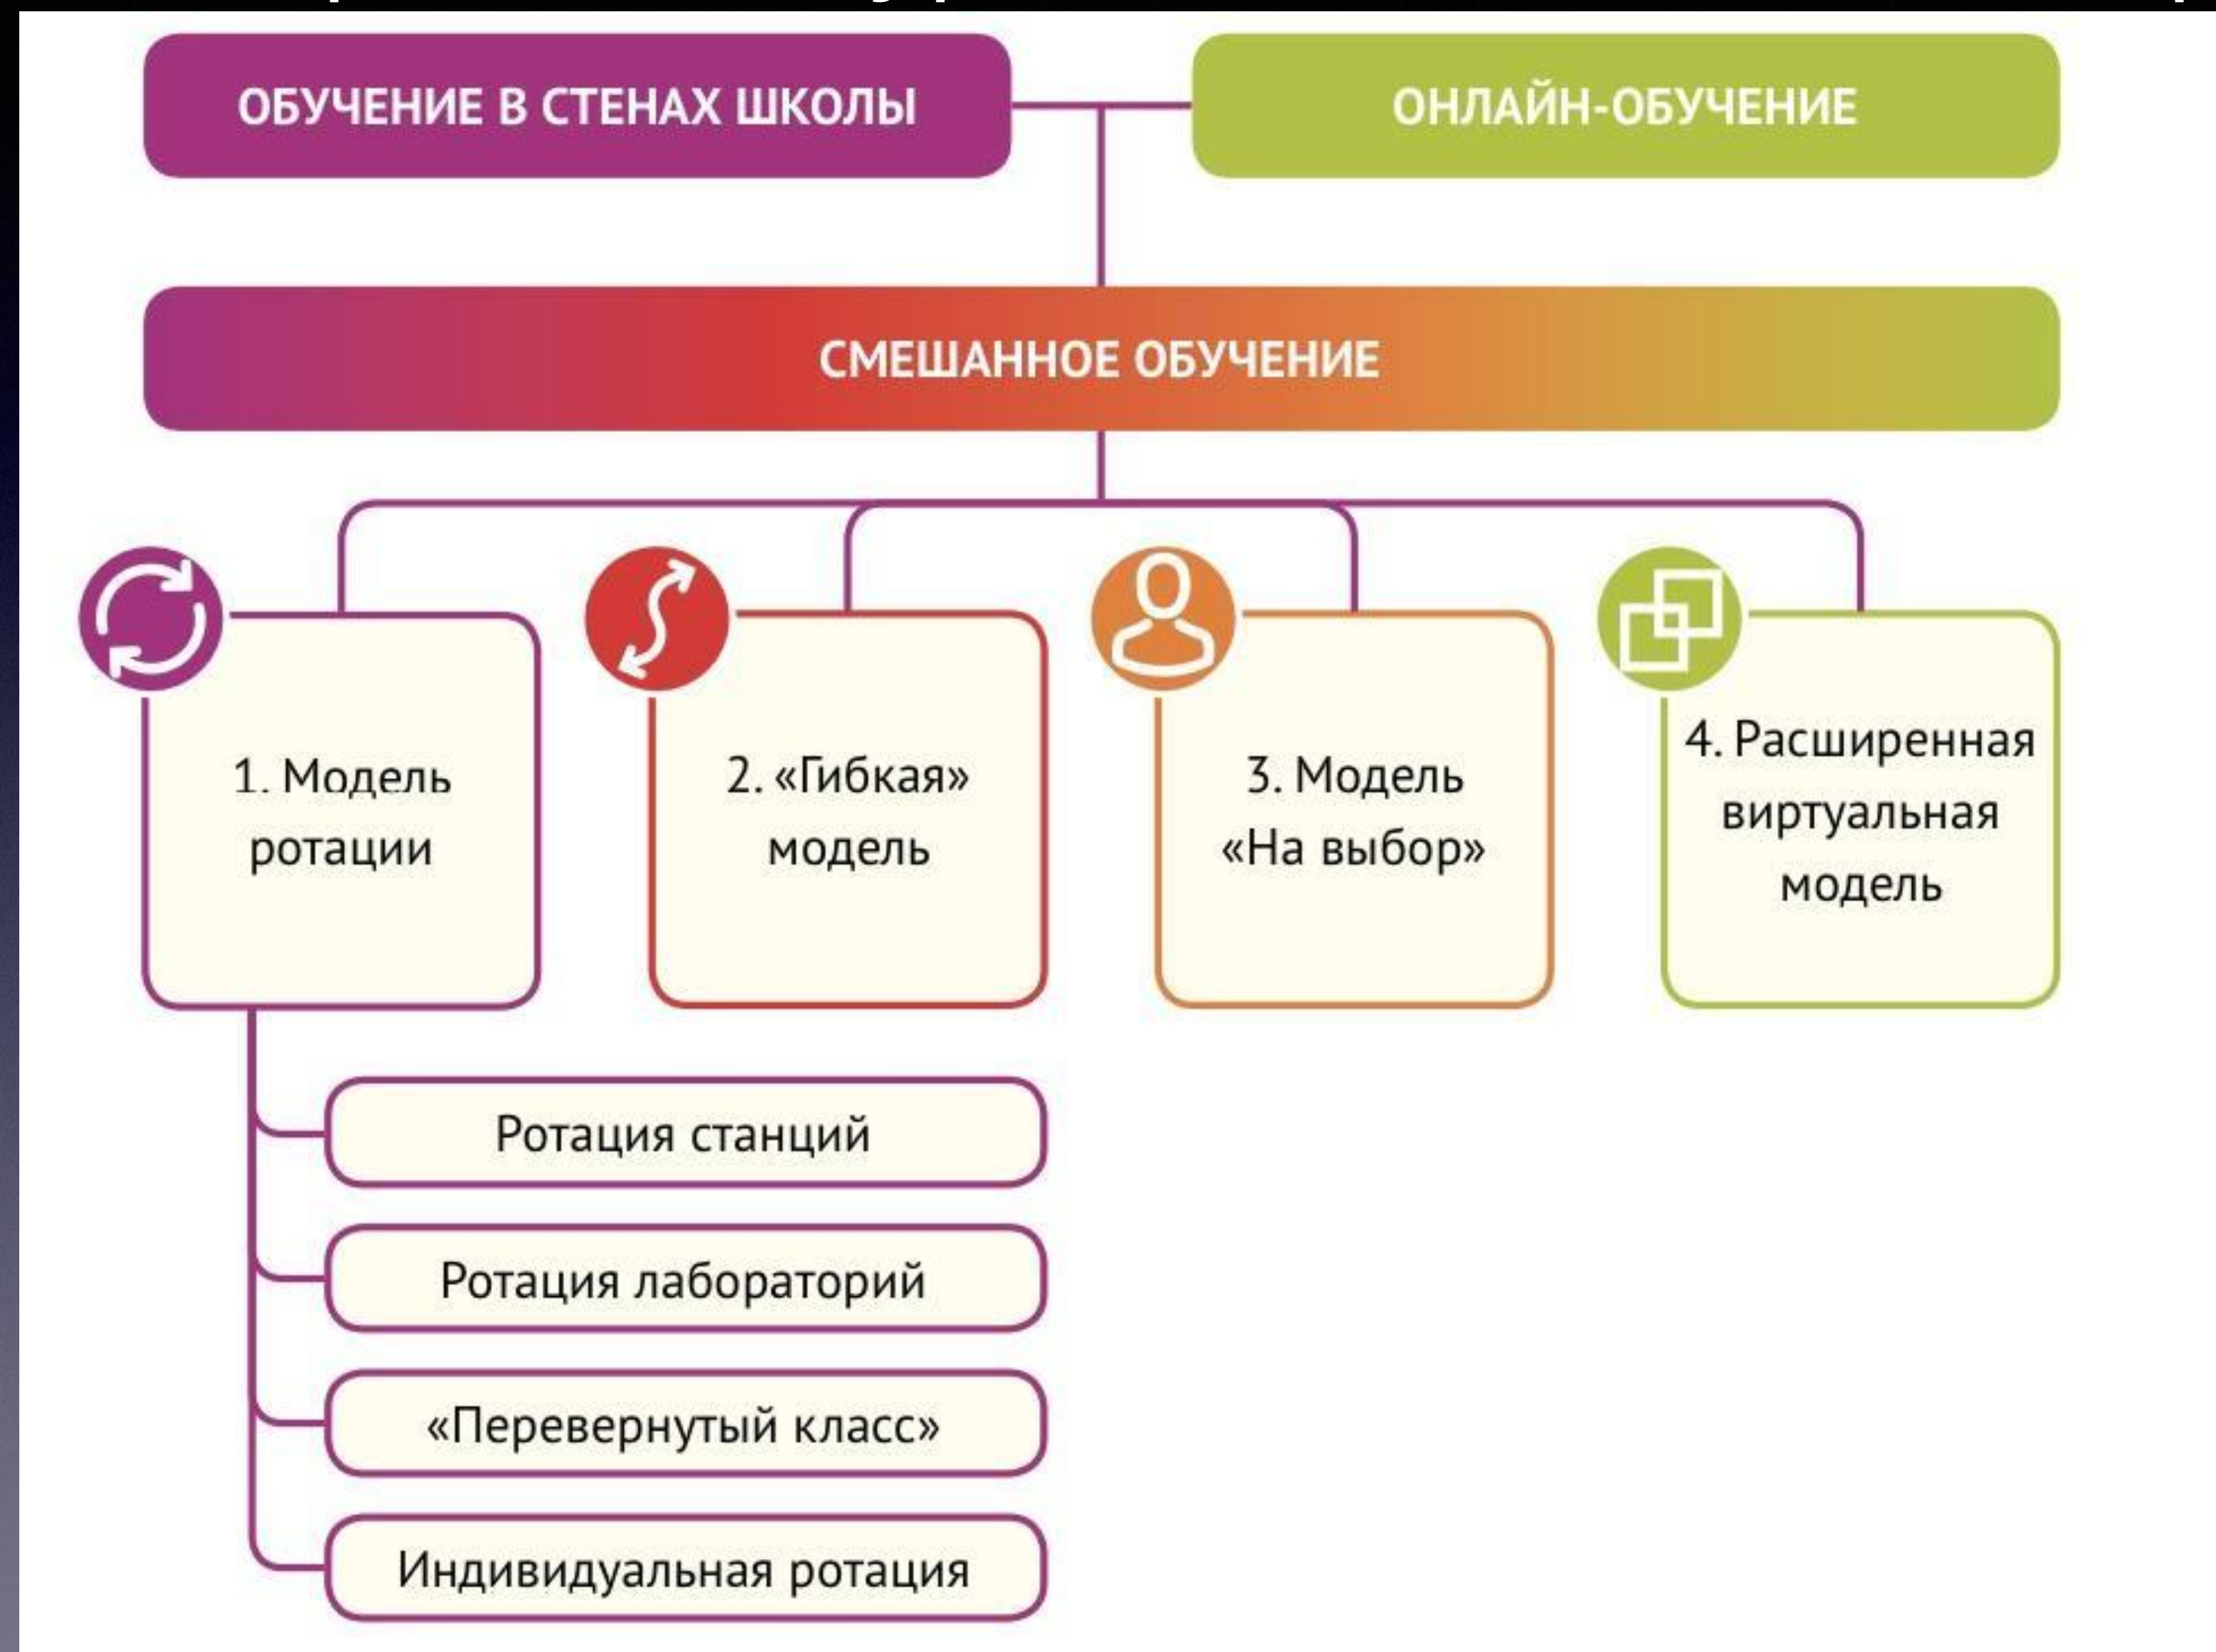 ОБУЧЕНИЕ В СТЕНАХ ШКОЛЫ
ОНЛАЙН-ОБУЧЕНИЕ
СМЕШАННОЕ ОБУЧЕНИЕ
1. Модель
ротации
2. «Гибкая»
модель
3. Модель
«На выбор»
4. Расширенная
виртуальная
модель
Ротация станций
Ротация лабораторий
«Перевернутый класс»
Индивидуальная ротация